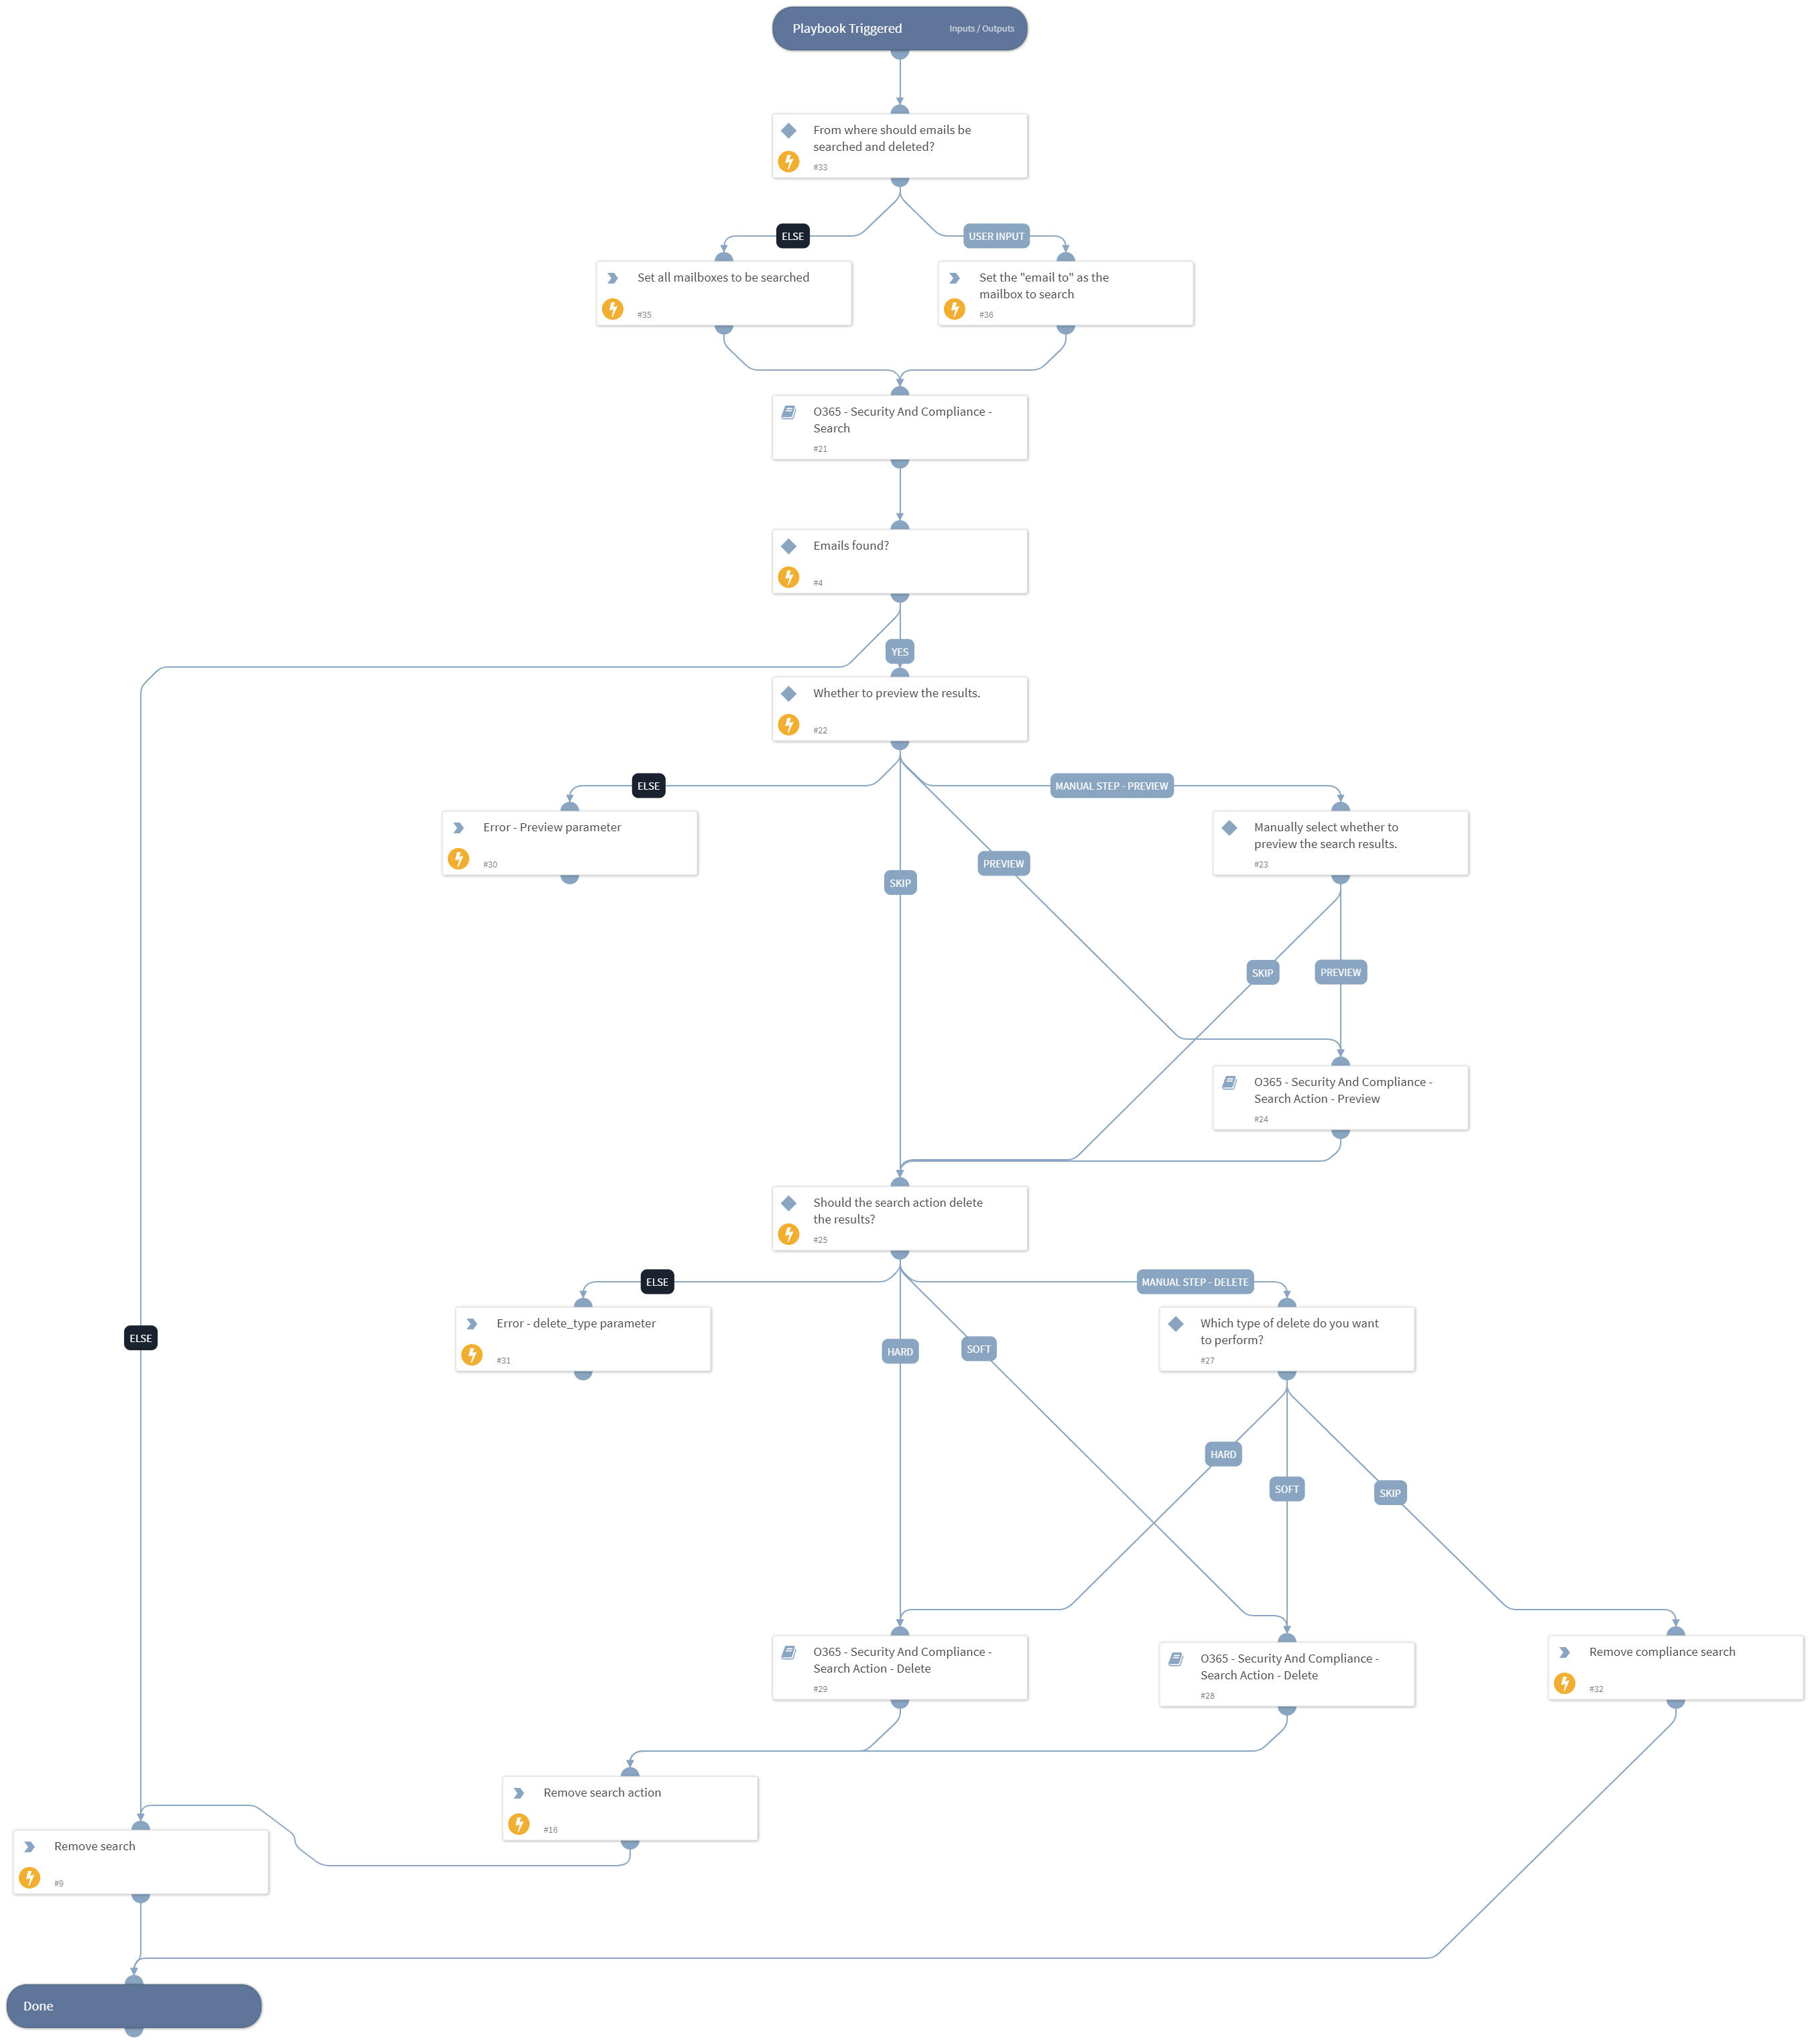 Playbook Triggered
Inputs / Outputs
From where should emails be
searched and deleted?
#33
ELSE
USER INPUT
Set all mailboxes to be searched
#35
Set the "email to" as the
mailbox to search
#36
O365 - Security And Compliance -
Search
#21
Emails found?
#4
YES
Whether to preview the results.
#22
ELSE
MANUAL STEP - PREVIEW
Error - Preview parameter
#30
Manually select whether to
preview the search results.
#23
PREVIEW
SKIP
SKIP
PREVIEW
O365 - Security And Compliance -
Search Action - Preview
#24
Should the search action delete
the results?
#25
ELSE
MANUAL STEP - DELETE
Error - delete_type parameter
#31
Which type of delete do you want
to perform?
#27
ELSE
HARD
SOFT
HARD
SOFT
SKIP
O365 - Security And Compliance -
Search Action - Delete
#29
O365 - Security And Compliance -
Search Action - Delete
#28
Remove compliance search
#32
Remove search action
#16
Remove search
#9
Done